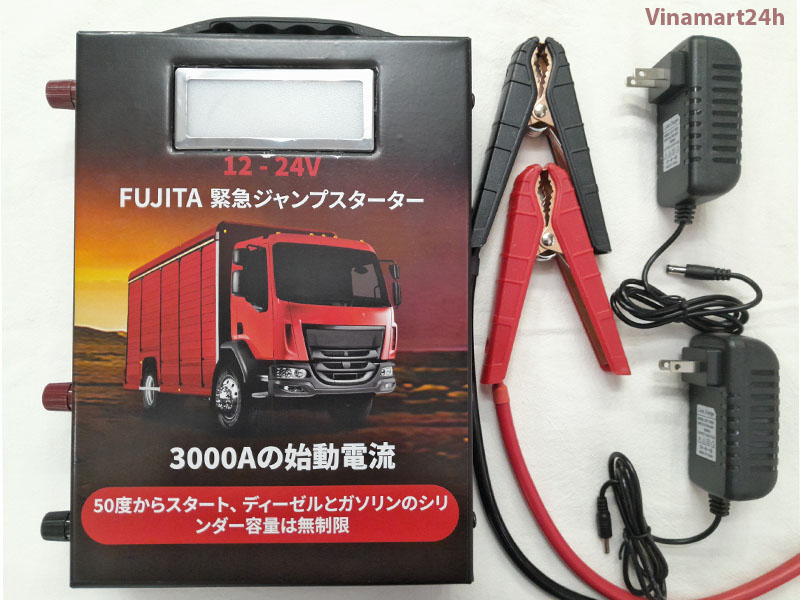 Vinamart24h
12 - 24V
FUJITA 緊急ジャンプスターター
3000Aの始動電流
50度からスタート、ディーゼルとガソリンのシリ
ンダー容量は無制限